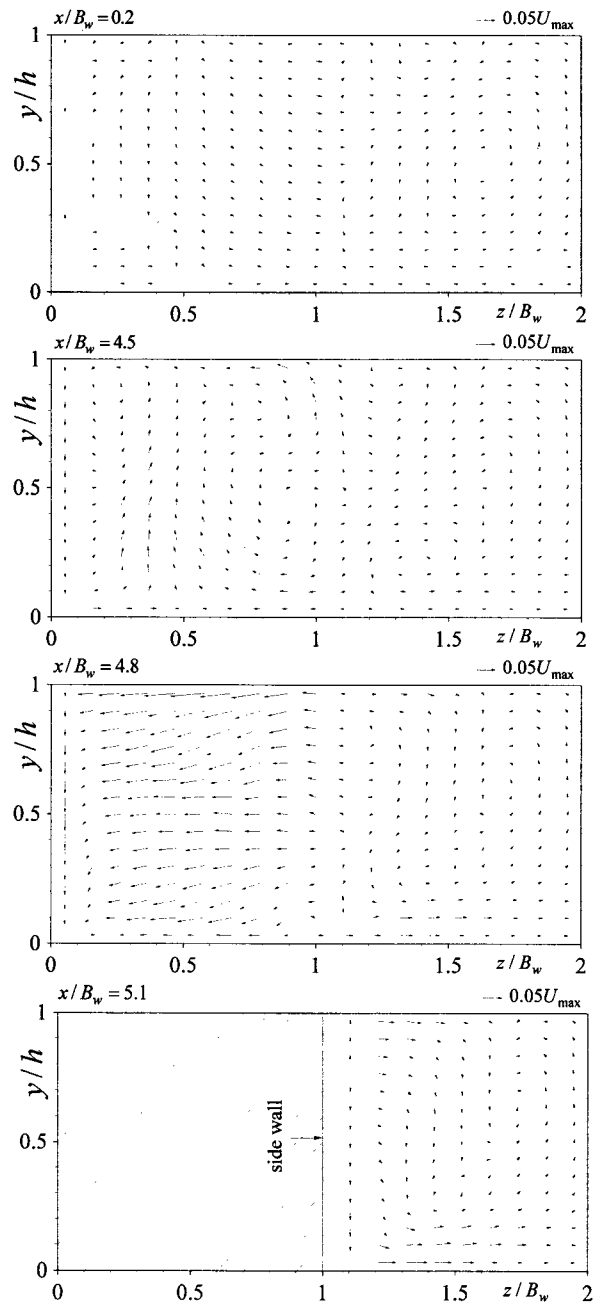 x/B_w=0.2 0.05U_max
1
y/h
0.5
0
0 0.5 1 1.5 z/B_w 2
x/B_w=4.5 0.05U_max
1
y/h
0.5
0
0 0.5 1 1.5 z/B_w 2
x/B_w=4.8 0.05U_max
1
y/h
0.5
0
0 0.5 1 1.5 z/B_w 2
x/B_w=5.1 0.05U_max
1
y/h
0.5
side wall
0
0 0.5 1 1.5 z/B_w 2